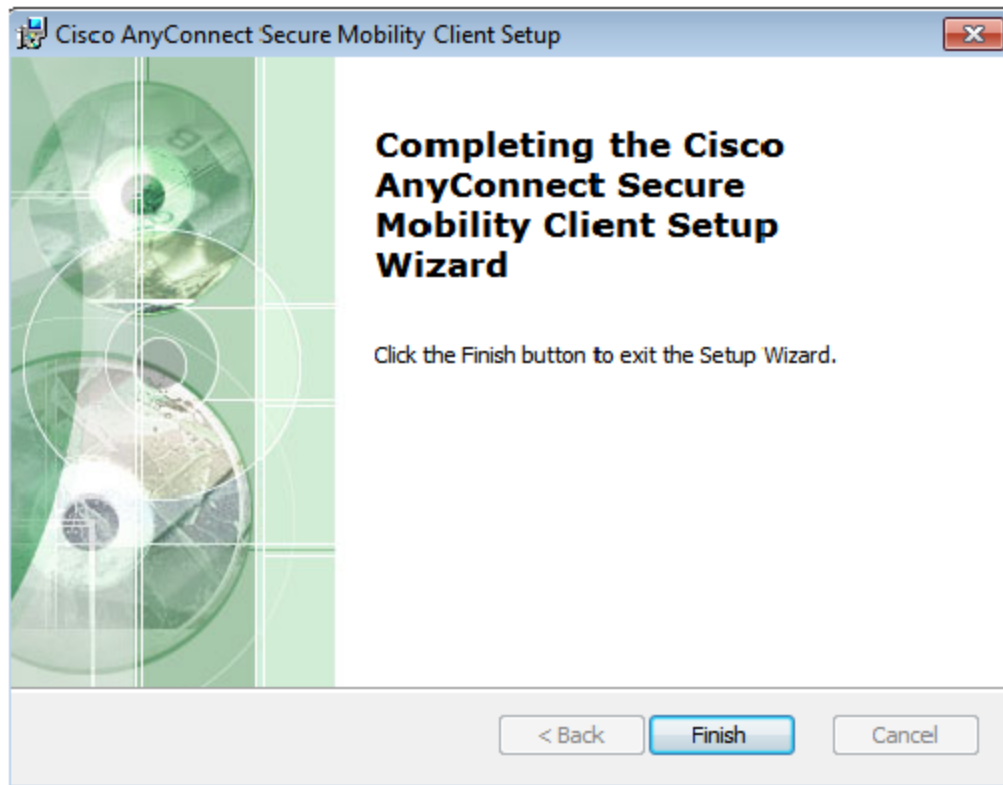 Cisco AnyConnect Secure Mobility Client Setup
Completing the Cisco
AnyConnect Secure
Mobility Client Setup
Wizard
Click the Finish button to exit the Setup Wizard.
< Back
Finish
Cancel